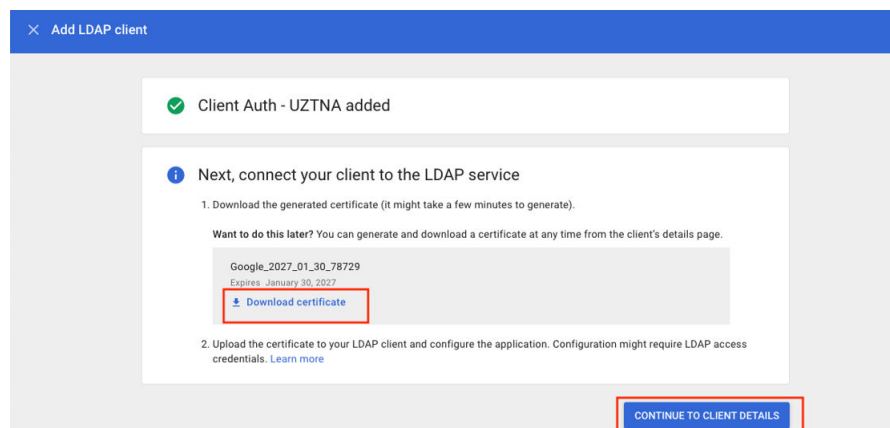 Add LDAP client
Client Auth - UZTNA added
Next, connect your client to the LDAP service
1. Download the generated certificate (it might take a few minutes to generate).
Want to do this later? You can generate and download a certificate at any time from the client's details page.
Google_2027_01_30_78729
Expires January 30, 2027
Download certificate
2. Upload the certificate to your LDAP client and configure the application. Configuration might require LDAP access
credentials. Learn more
CONTINUE TO CLIENT DETAILS